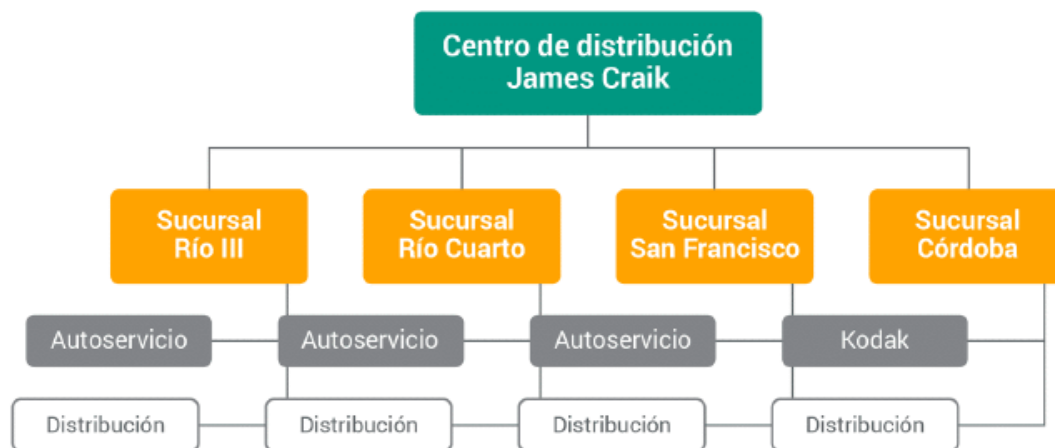 Centro de distribución
James Craik
Sucursal
Río III
Sucursal
Río Cuarto
Sucursal
San Francisco
Sucursal
Córdoba
Autoservicio
Autoservicio
Autoservicio
Kodak
Distribución
Distribución
Distribución
Distribución